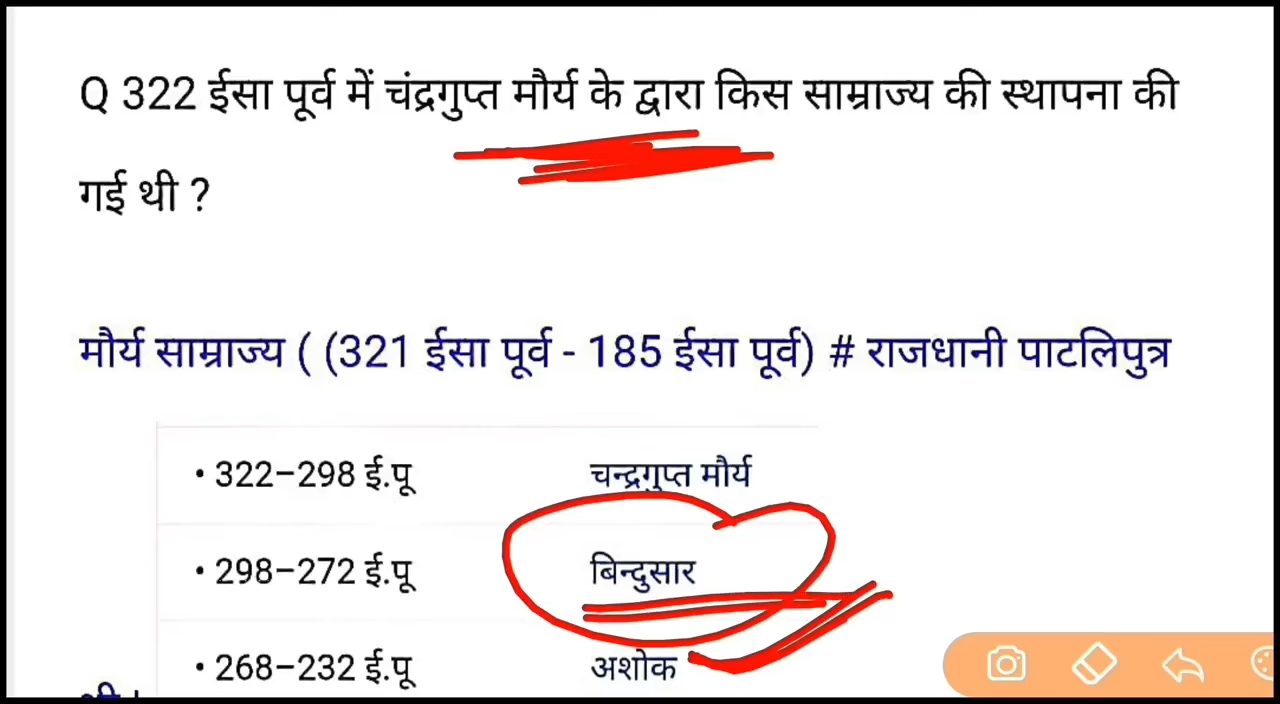 Q 322 ईसा पूर्व में चंद्रगुप्त मौर्य के द्वारा किस साम्राज्य की स्थापना की
गई थी ?
मौर्य साम्राज्य ( (321 ईसा पूर्व - 185 ईसा पूर्व) # राजधानी पाटलिपुत्र
• 322–298 ई.पू चन्द्रगुप्त मौर्य
• 298–272 ई.पू बिन्दुसार
• 268–232 ई.पू अशोक